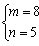 m = 8
n = 5